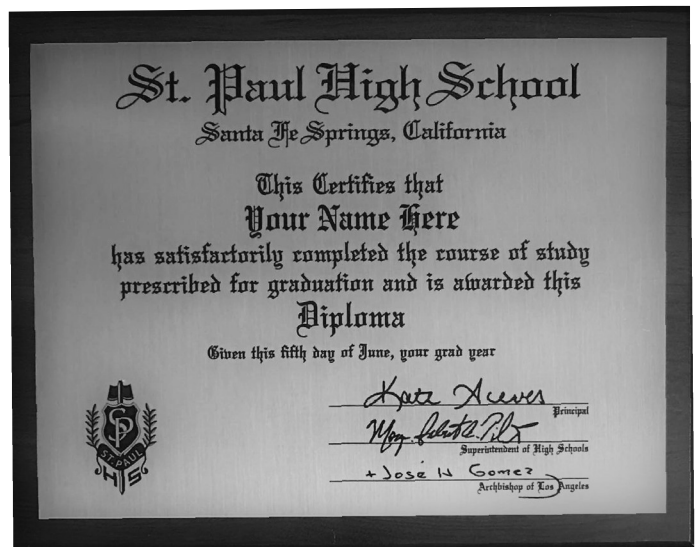 St. Paul High School
Santa Fe Springs, California
This Certifies that
Your Name Here
has satisfactorily completed the course of study
prescribed for graduation and is awarded this
Diploma
Given this fifth day of June, your grad year
Kate Aceves
Principal
Superintendent of High Schools
+ José H Gomez
Archbishop of Los Angeles
SP
ST. PAUL
HS